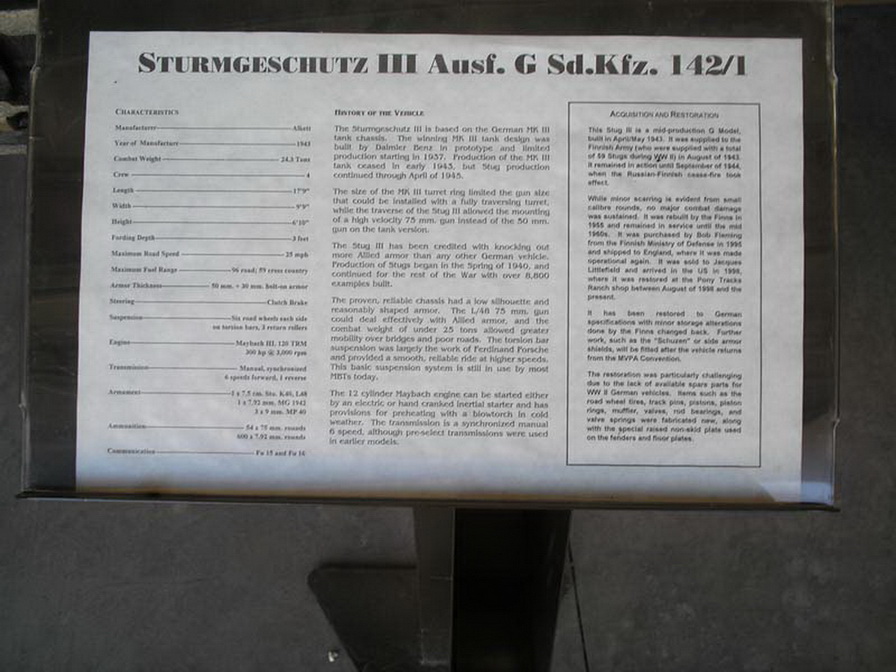 STURMGESCHUTZ III Ausf. G Sd.Kfz. 142/1
CHARACTERISTICS
Manufacturer Alkett
Year of Manufacture 1943
Combat Weight 24.3 Tons
Crew 4
Length 17'9"
Width 9'9"
Height 6'10"
Fording Depth 3 feet
Maximum Road Speed 25 mph
Maximum Fuel Range 96 road; 59 cross country
Armor Thickness 50 mm. + 30 mm. bolt-on armor
Steering Clutch Brake
Suspension Six road wheels each side
on torsion bars, 3 return rollers
Engine Maybach HL 120 TRM
300 hp @ 3,000 rpm
Transmission Manual, synchronized
6 speeds forward, 1 reverse
Armament 1 x 7.5 cm. Stu. K40, L48
1 x 7.92 mm. MG 1942
3 x 9 mm. MP 40
Ammunition 54 x 75 mm. rounds
600 x 7.92 mm. rounds
Communication Fu 15 and Fu 16
HISTORY OF THE VEHICLE
The Sturmgeschutz III is based on the German MK III
tank chassis. The winning MK III tank design was
built by Daimler Benz in prototype and limited
production starting in 1937. Production of the MK III
tank ceased in early 1943, but Stug production
continued through April of 1945.
The size of the MK III turret ring limited the gun size
that could be installed with a fully traversing turret,
while the traverse of the Stug III allowed the mounting
of a high velocity 75 mm. gun instead of the 50 mm.
gun on the tank version.
The Stug III has been credited with knocking out
more Allied armor than any other German vehicle.
Production of Stugs began in the Spring of 1940, and
continued for the rest of the War with over 8,800
examples built.
The proven, reliable chassis had a low silhouette and
reasonably shaped armor. The L/48 75 mm. gun
could deal effectively with Allied armor, and the
combat weight of under 25 tons allowed greater
mobility over bridges and poor roads. The torsion bar
suspension was largely the work of Ferdinand Porsche
and provided a smooth, reliable ride at higher speeds.
This basic suspension system is still in use by most
MBTs today.
The 12 cylinder Maybach engine can be started either
by an electric or hand cranked inertial starter and has
provisions for preheating with a blowtorch in cold
weather. The transmission is a synchronized manual
6 speed, although pre-select transmissions were used
in earlier models.
ACQUISITION AND RESTORATION
This Stug III is a mid-production G Model,
built in April/May 1943. It was supplied to the
Finnish Army (who were supplied with a total
of 59 Stugs during WW II) in August of 1943.
It remained in action until September of 1944,
when the Russian-Finnish cease-fire took
effect.
While minor scarring is evident from small
calibre rounds, no major combat damage
was sustained. It was rebuilt by the Finns in
1955 and remained in service until the mid
1960s. It was purchased by Bob Fleming
from the Finnish Ministry of Defense in 1995
and shipped to England, where it was made
operational again. It was sold to Jacques
Littlefield and arrived in the US in 1998,
where it was restored at the Pony Tracks
Ranch shop between August of 1998 and the
present.
It has been restored to German
specifications with minor storage alterations
done by the Finns changed back. Further
work, such as the "Schuzen" or side armor
shields, will be fitted after the vehicle returns
from the MVPA Convention.
The restoration was particularly challenging
due to the lack of available spare parts for
WW II German vehicles. Items such as the
road wheel tires, track pins, pistons, piston
rings, muffler, valves, rod bearings, and
valve springs were fabricated new, along
with the special raised non-skid plate used
on the fenders and floor plates.